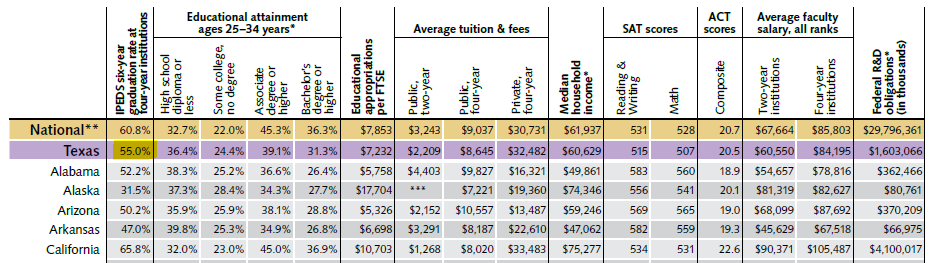 IPEDS six-year graduation rate at four-year institutions
Educational attainment ages 25–34 years*
High school diploma or less
Some college, no degree
Associate degree or higher
Bachelor's degree or higher
Educational appropriations per FTSE
Average tuition & fees
Public, two-year
Public, four-year
Private, four-year
Median household income*
SAT scores
Reading & Writing
Math
ACT scores
Composite
Average faculty salary, all ranks
Two-year institutions
Four-year institutions
Federal R&D obligations* (in thousands)
National** 60.8% 32.7% 22.0% 45.3% 36.3% $7,853 $3,243 $9,037 $30,731 $61,937 531 528 20.7 $67,664 $85,803 $29,796,361
Texas 55.0% 36.4% 24.4% 39.1% 31.3% $7,232 $2,209 $8,645 $32,482 $60,629 515 507 20.5 $60,550 $84,195 $1,603,066
Alabama 52.2% 38.3% 25.2% 36.6% 26.4% $5,758 $4,403 $9,827 $16,321 $49,861 583 560 18.9 $54,657 $78,816 $362,466
Alaska 31.5% 37.3% 28.4% 34.3% 27.7% $17,704 *** $7,221 $19,360 $74,346 556 541 20.1 $81,319 $82,627 $80,761
Arizona 50.2% 35.9% 25.9% 38.1% 28.8% $5,326 $2,152 $10,557 $13,487 $59,246 569 565 19.0 $68,099 $87,692 $370,209
Arkansas 47.0% 39.8% 25.3% 34.9% 26.8% $6,698 $3,291 $8,187 $22,610 $47,062 582 559 19.3 $45,629 $67,518 $66,975
California 65.8% 32.0% 23.0% 45.0% 36.9% $10,703 $1,268 $8,020 $33,483 $75,277 534 531 22.6 $90,371 $105,487 $4,100,017